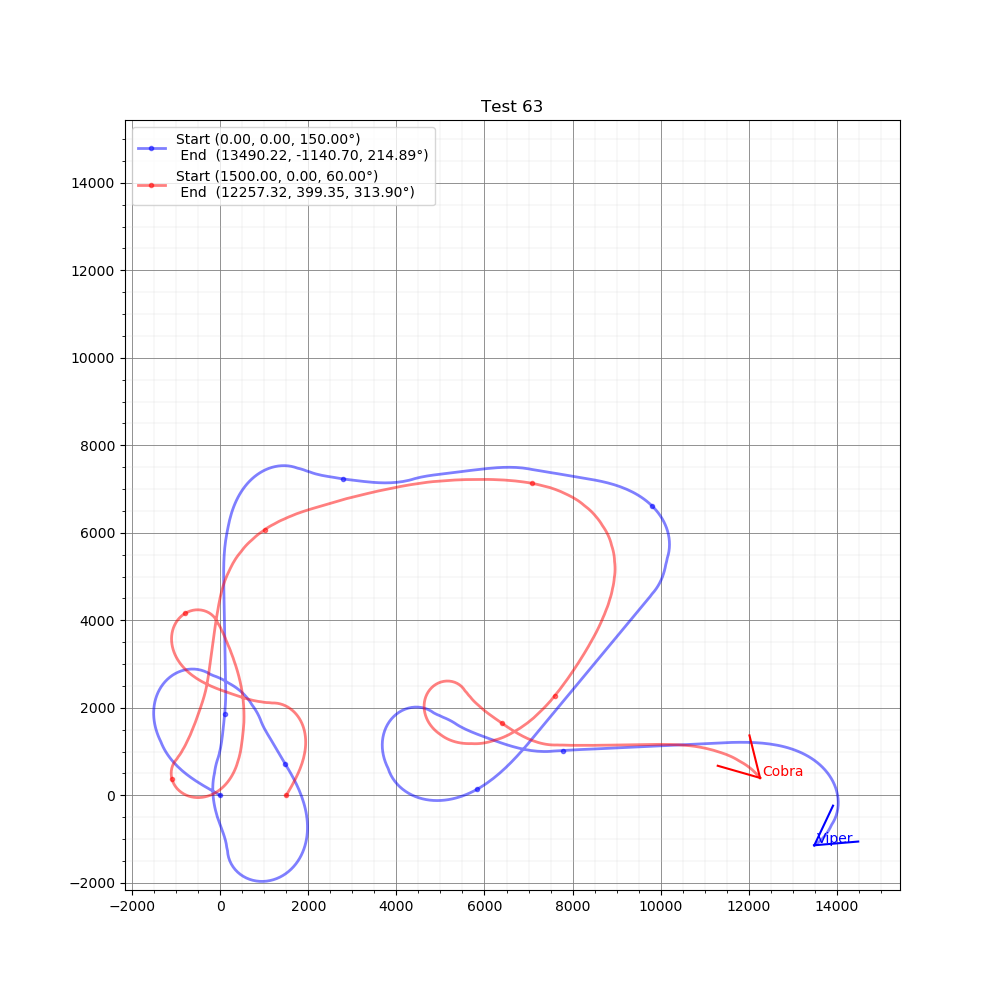 Test 63
Start (0.00, 0.00, 150.00°)
End (13490.22, -1140.70, 214.89°)
Start (1500.00, 0.00, 60.00°)
End (12257.32, 399.35, 313.90°)
14000
12000
10000
8000
6000
4000
2000
0
−2000
Cobra
Viper
−2000 0 2000 4000 6000 8000 10000 12000 14000